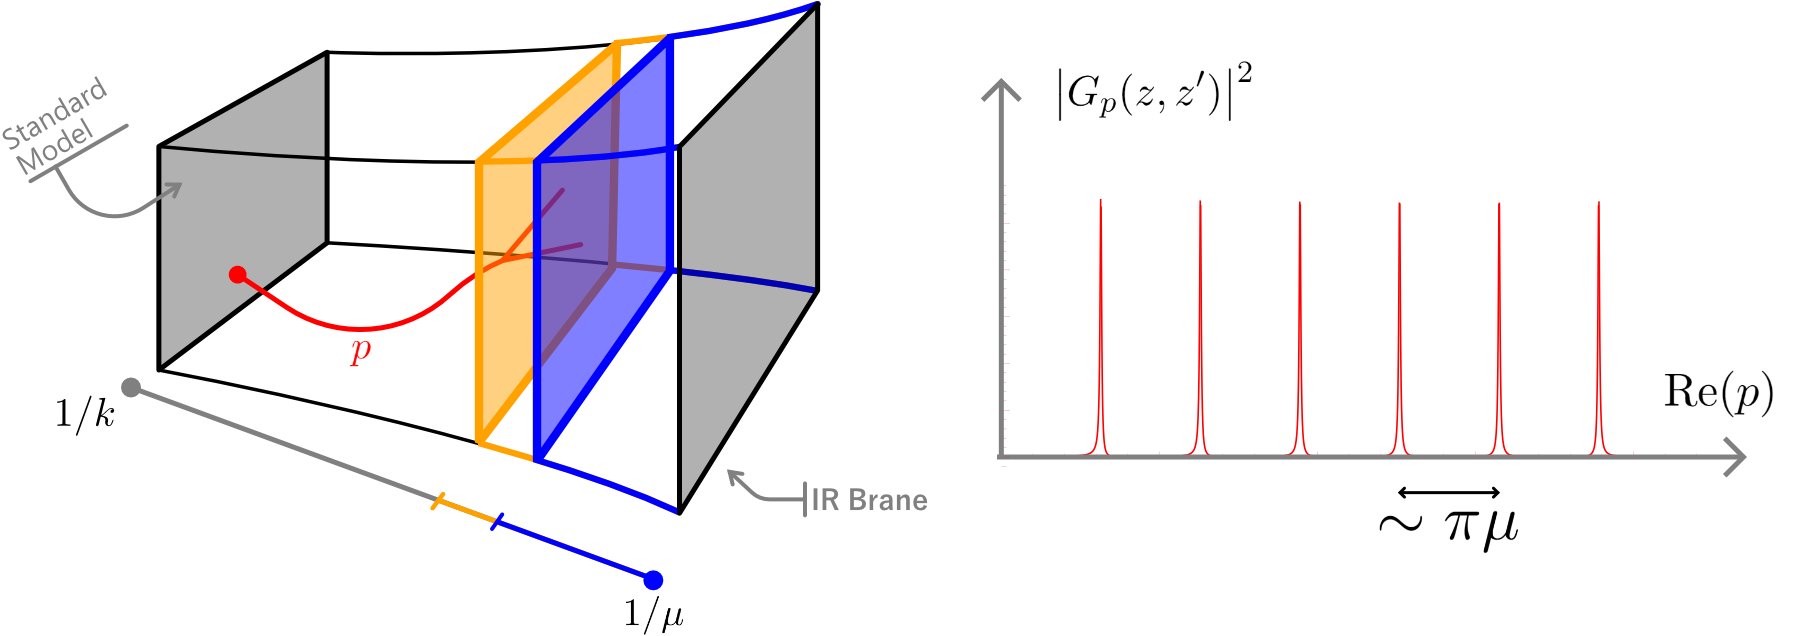 Standard
Model
p
1/k
1/μ
IR Brane
|G_p(z, z′)|²
Re(p)
∼ πμ